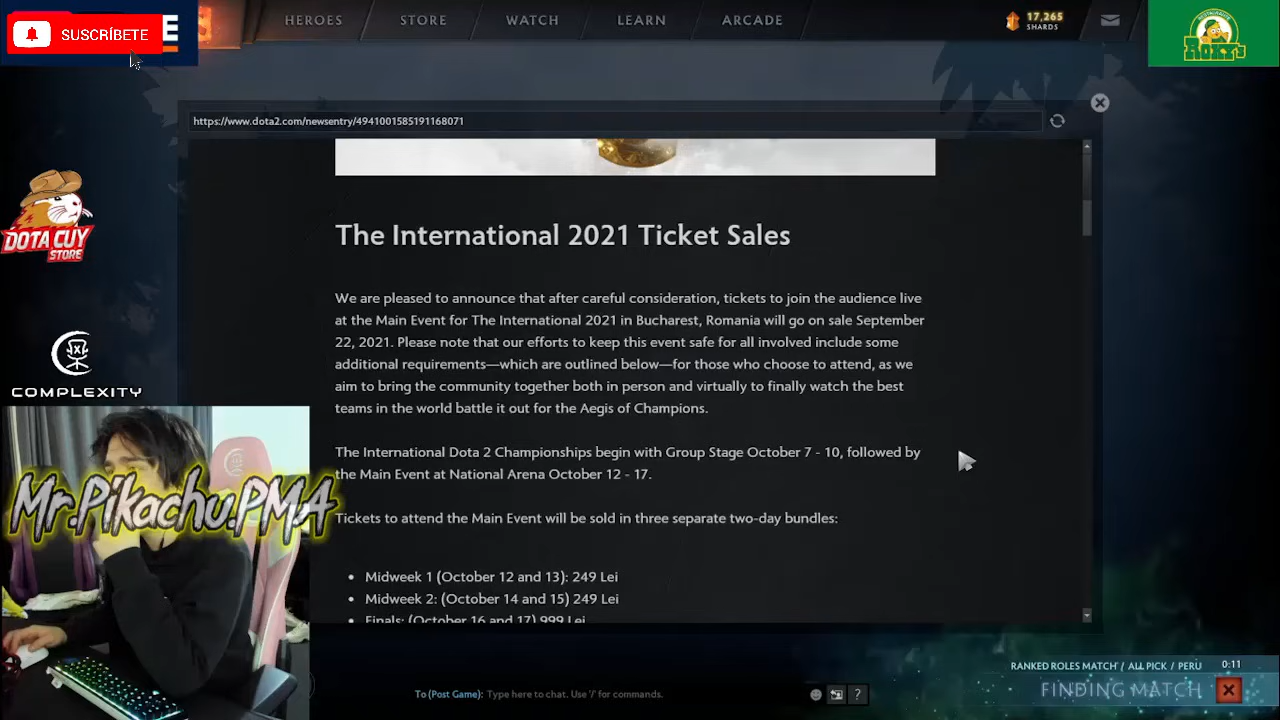 SUSCRÍBETE
E
HEROES
STORE
WATCH
LEARN
ARCADE
17,265
SHARDS
ROXY's
https://www.dota2.com/newsentry/4941001585191168071
DOTA CUY
STORE
COMPLEXITY
The International 2021 Ticket Sales
We are pleased to announce that after careful consideration, tickets to join the audience live
at the Main Event for The International 2021 in Bucharest, Romania will go on sale September
22, 2021. Please note that our efforts to keep this event safe for all involved include some
additional requirements—which are outlined below—for those who choose to attend, as we
aim to bring the community together both in person and virtually to finally watch the best
teams in the world battle it out for the Aegis of Champions.
The International Dota 2 Championships begin with Group Stage October 7 - 10, followed by
the Main Event at National Arena October 12 - 17.
Tickets to attend the Main Event will be sold in three separate two-day bundles:
• Midweek 1 (October 12 and 13): 249 Lei
• Midweek 2: (October 14 and 15) 249 Lei
• Finals: (October 16 and 17) 999 Lei
Mr.Pikachu.PMA
RANKED ROLES MATCH / ALL PICK / PERU 0:11
FINDING MATCH
To (Post Game): Type here to chat. Use '/' for commands.
?